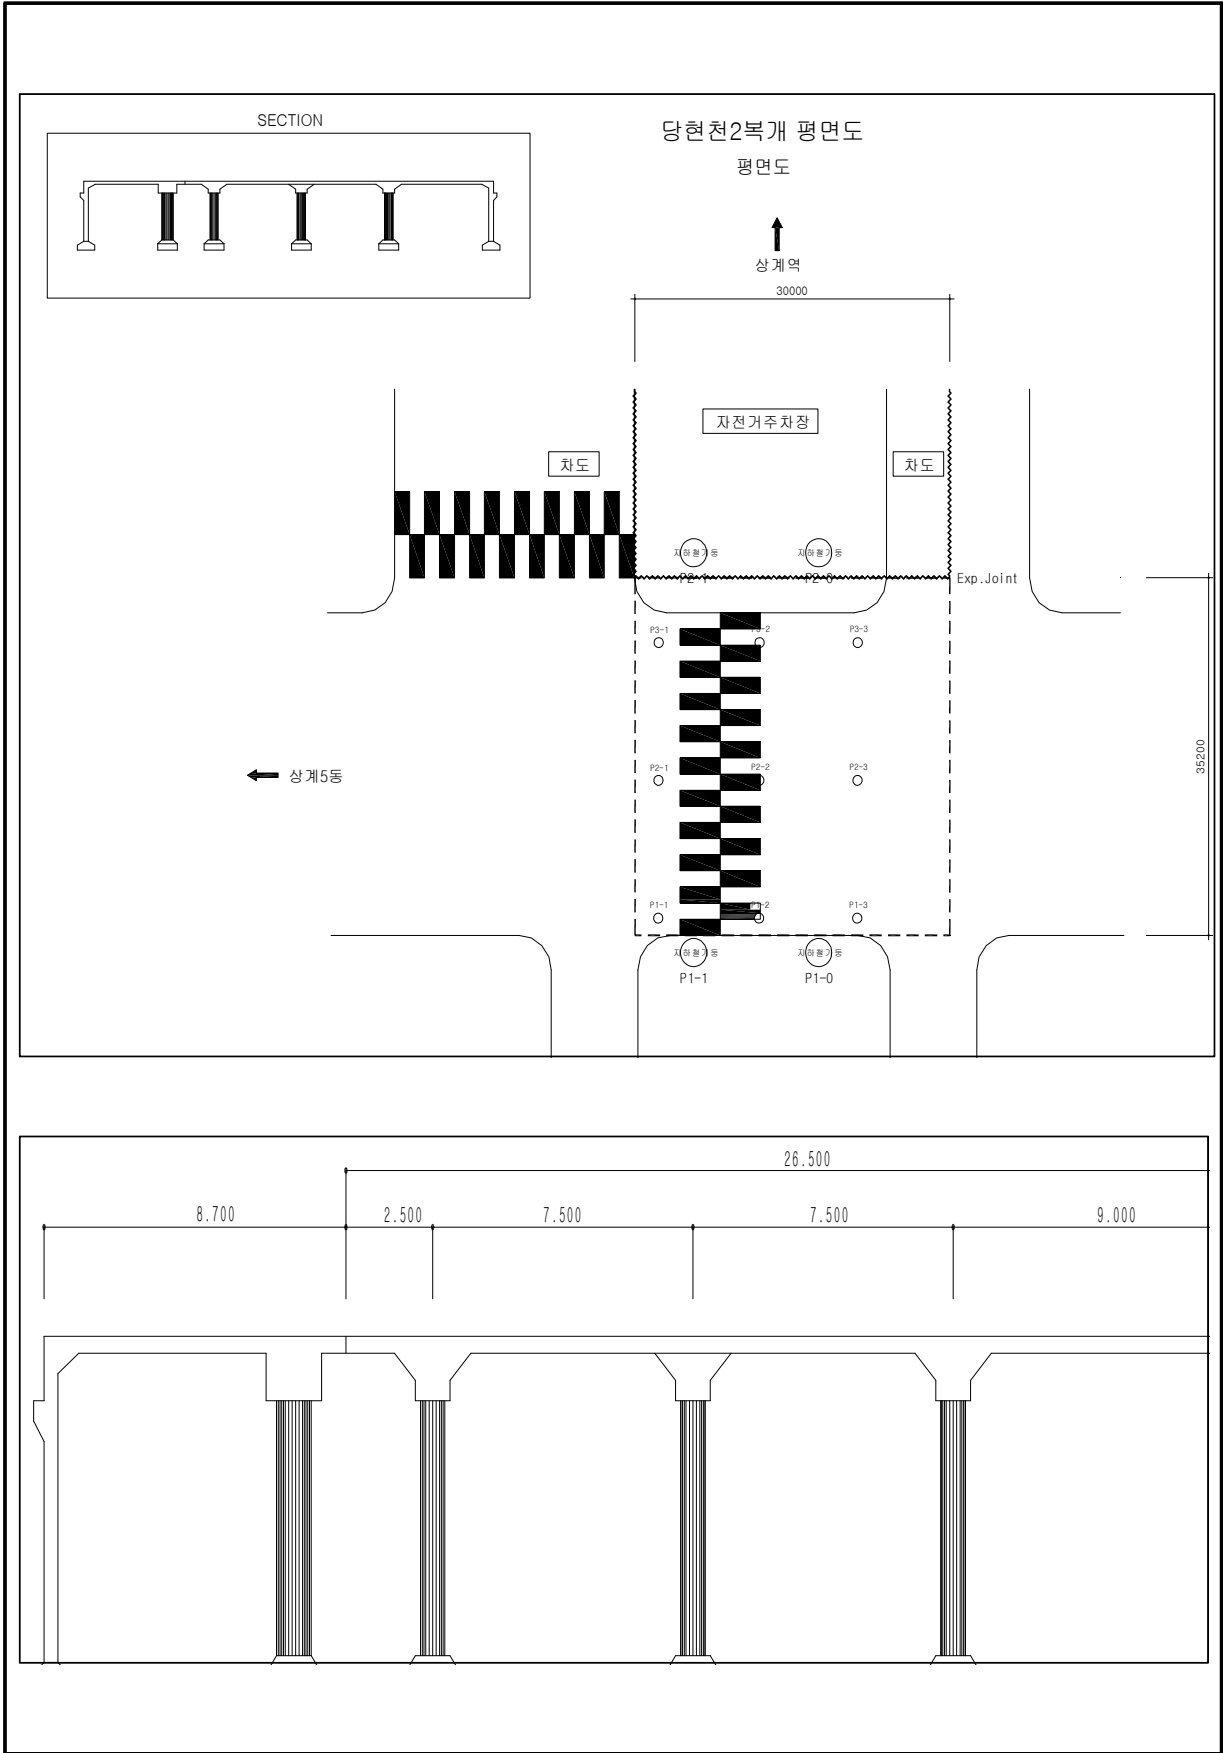 SECTION
당현천2복개 평면도
평면도
상계역
30000
자전거주차장
차도
차도
지하철기둥
지하철기둥
P2-1
P2-0
Exp.Joint
P3-1
P3-2
P3-3
35200
상계5동
P2-1
P2-2
P2-3
P1-1
P1-2
P1-3
지하철기둥
지하철기둥
P1-1
P1-0
26.500
8.700
2.500
7.500
7.500
9.000